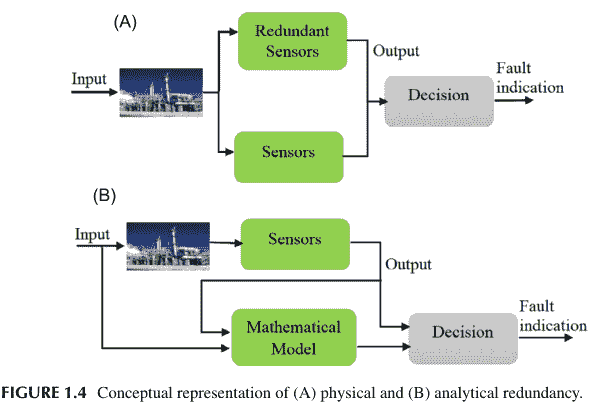 (A)
Redundant
Sensors
Output
Input
Fault
indication
Decision
Sensors
(B)
Input
Sensors
Output
Fault
indication
Mathematical
Model
Decision
FIGURE 1.4 Conceptual representation of (A) physical and (B) analytical redundancy.